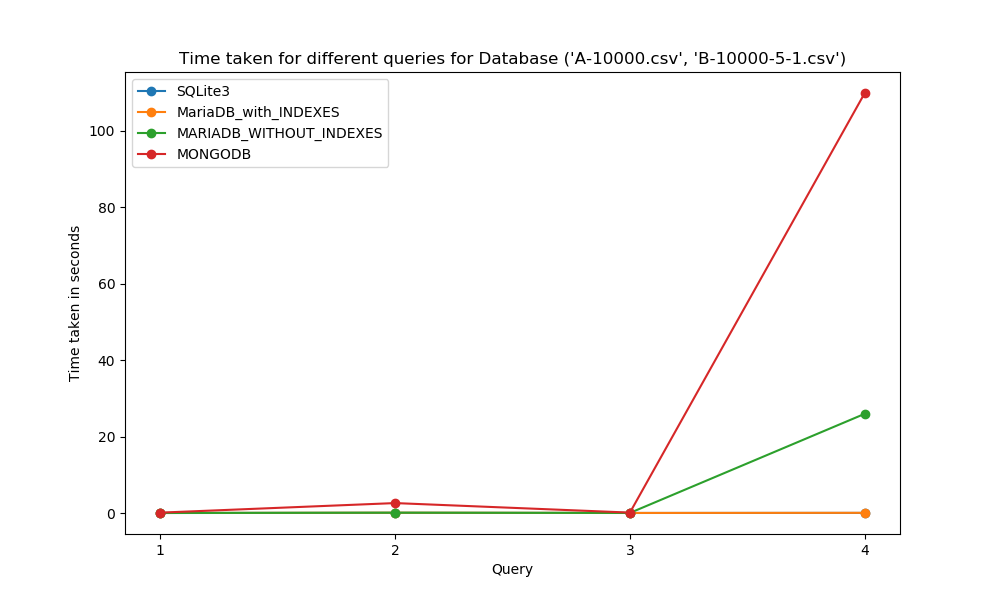 Time taken for different queries for Database ('A-10000.csv', 'B-10000-5-1.csv')
SQLite3
MariaDB_with_INDEXES
MARIADB_WITHOUT_INDEXES
MONGODB
Time taken in seconds
100
80
60
40
20
0
1 2 3 4
Query